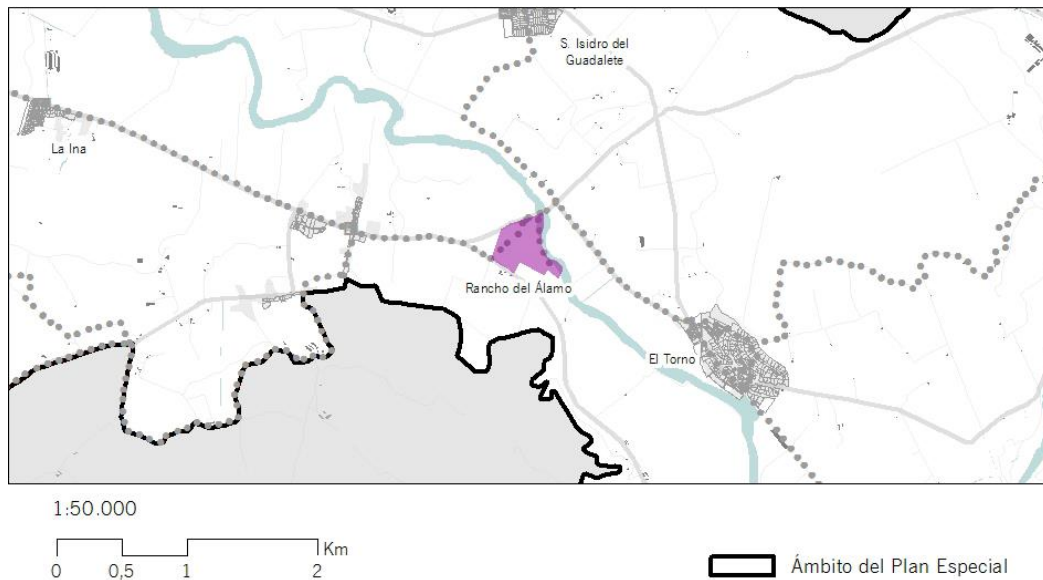 S. Isidro del
Guadalete
La Ina
Rancho del Álamo
El Torno
1:50.000
Km
0 0,5 1 2
Ámbito del Plan Especial